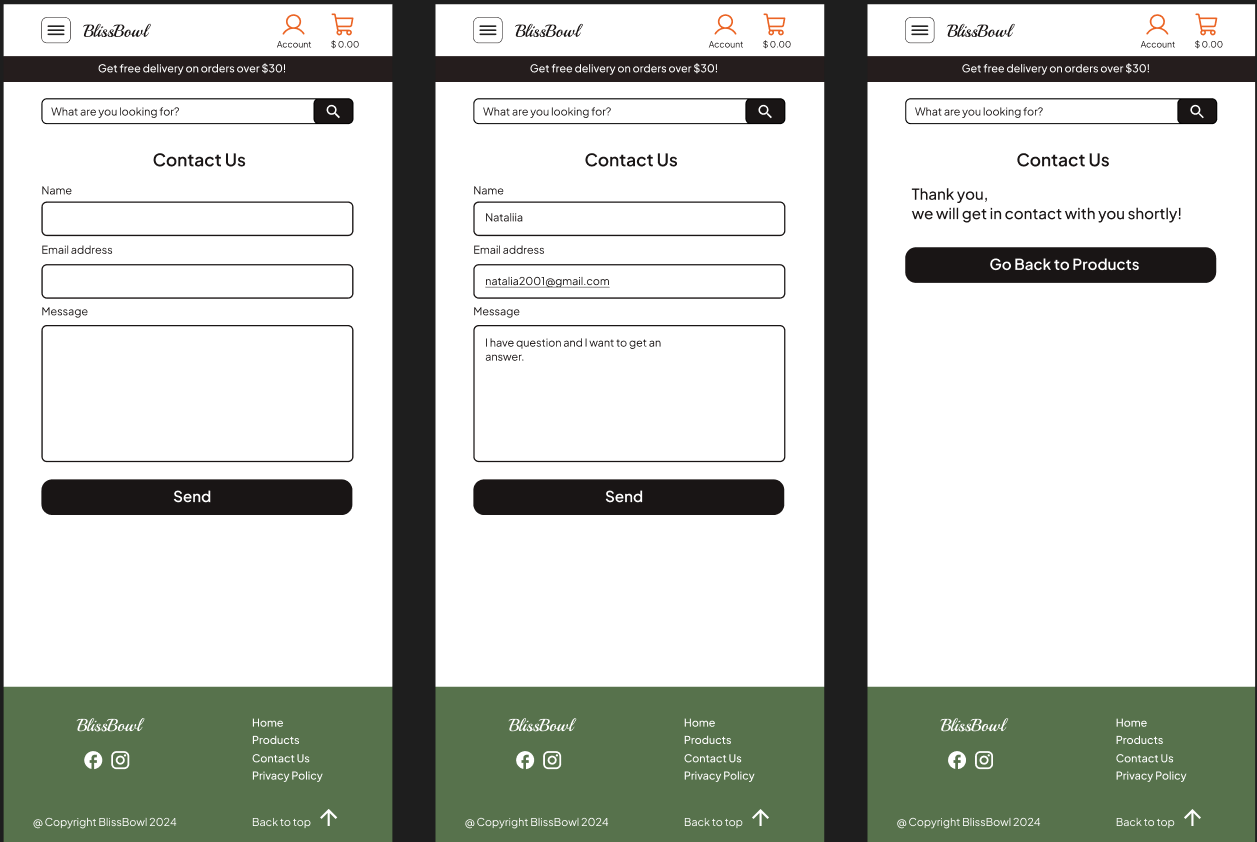 BlissBowl
Account
$ 0.00
Get free delivery on orders over $30!
What are you looking for?
Contact Us
Name
Email address
Message
Send
BlissBowl
Home
Products
Contact Us
Privacy Policy
@ Copyright BlissBowl 2024
Back to top
BlissBowl
Account
$ 0.00
Get free delivery on orders over $30!
What are you looking for?
Contact Us
Name
Nataliia
Email address
natalia2001@gmail.com
Message
I have question and I want to get an
answer.
Send
BlissBowl
Home
Products
Contact Us
Privacy Policy
@ Copyright BlissBowl 2024
Back to top
BlissBowl
Account
$ 0.00
Get free delivery on orders over $30!
What are you looking for?
Contact Us
Thank you,
we will get in contact with you shortly!
Go Back to Products
BlissBowl
Home
Products
Contact Us
Privacy Policy
@ Copyright BlissBowl 2024
Back to top